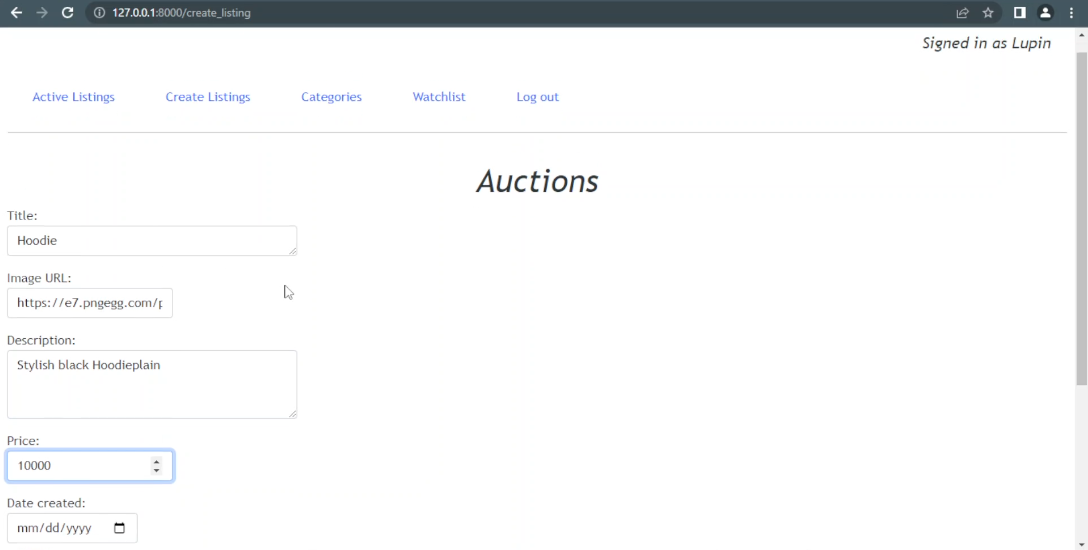 127.0.0.1:8000/create_listing
Signed in as Lupin
Active Listings Create Listings Categories Watchlist Log out
Auctions
Title:
Hoodie
Image URL:
https://e7.pngegg.com/p
Description:
Stylish black Hoodieplain
Price:
10000
Date created:
mm/dd/yyyy